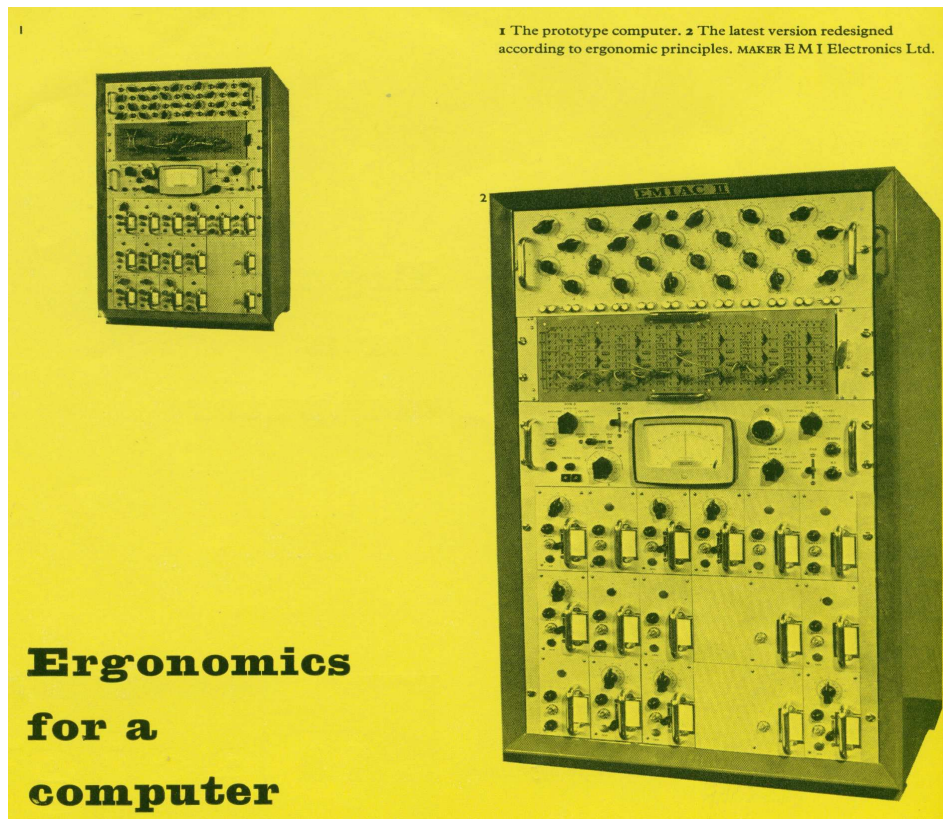 1
1 The prototype computer. 2 The latest version redesigned
according to ergonomic principles. MAKER E M I Electronics Ltd.
2
EMIAC II
Ergonomics
for a
computer